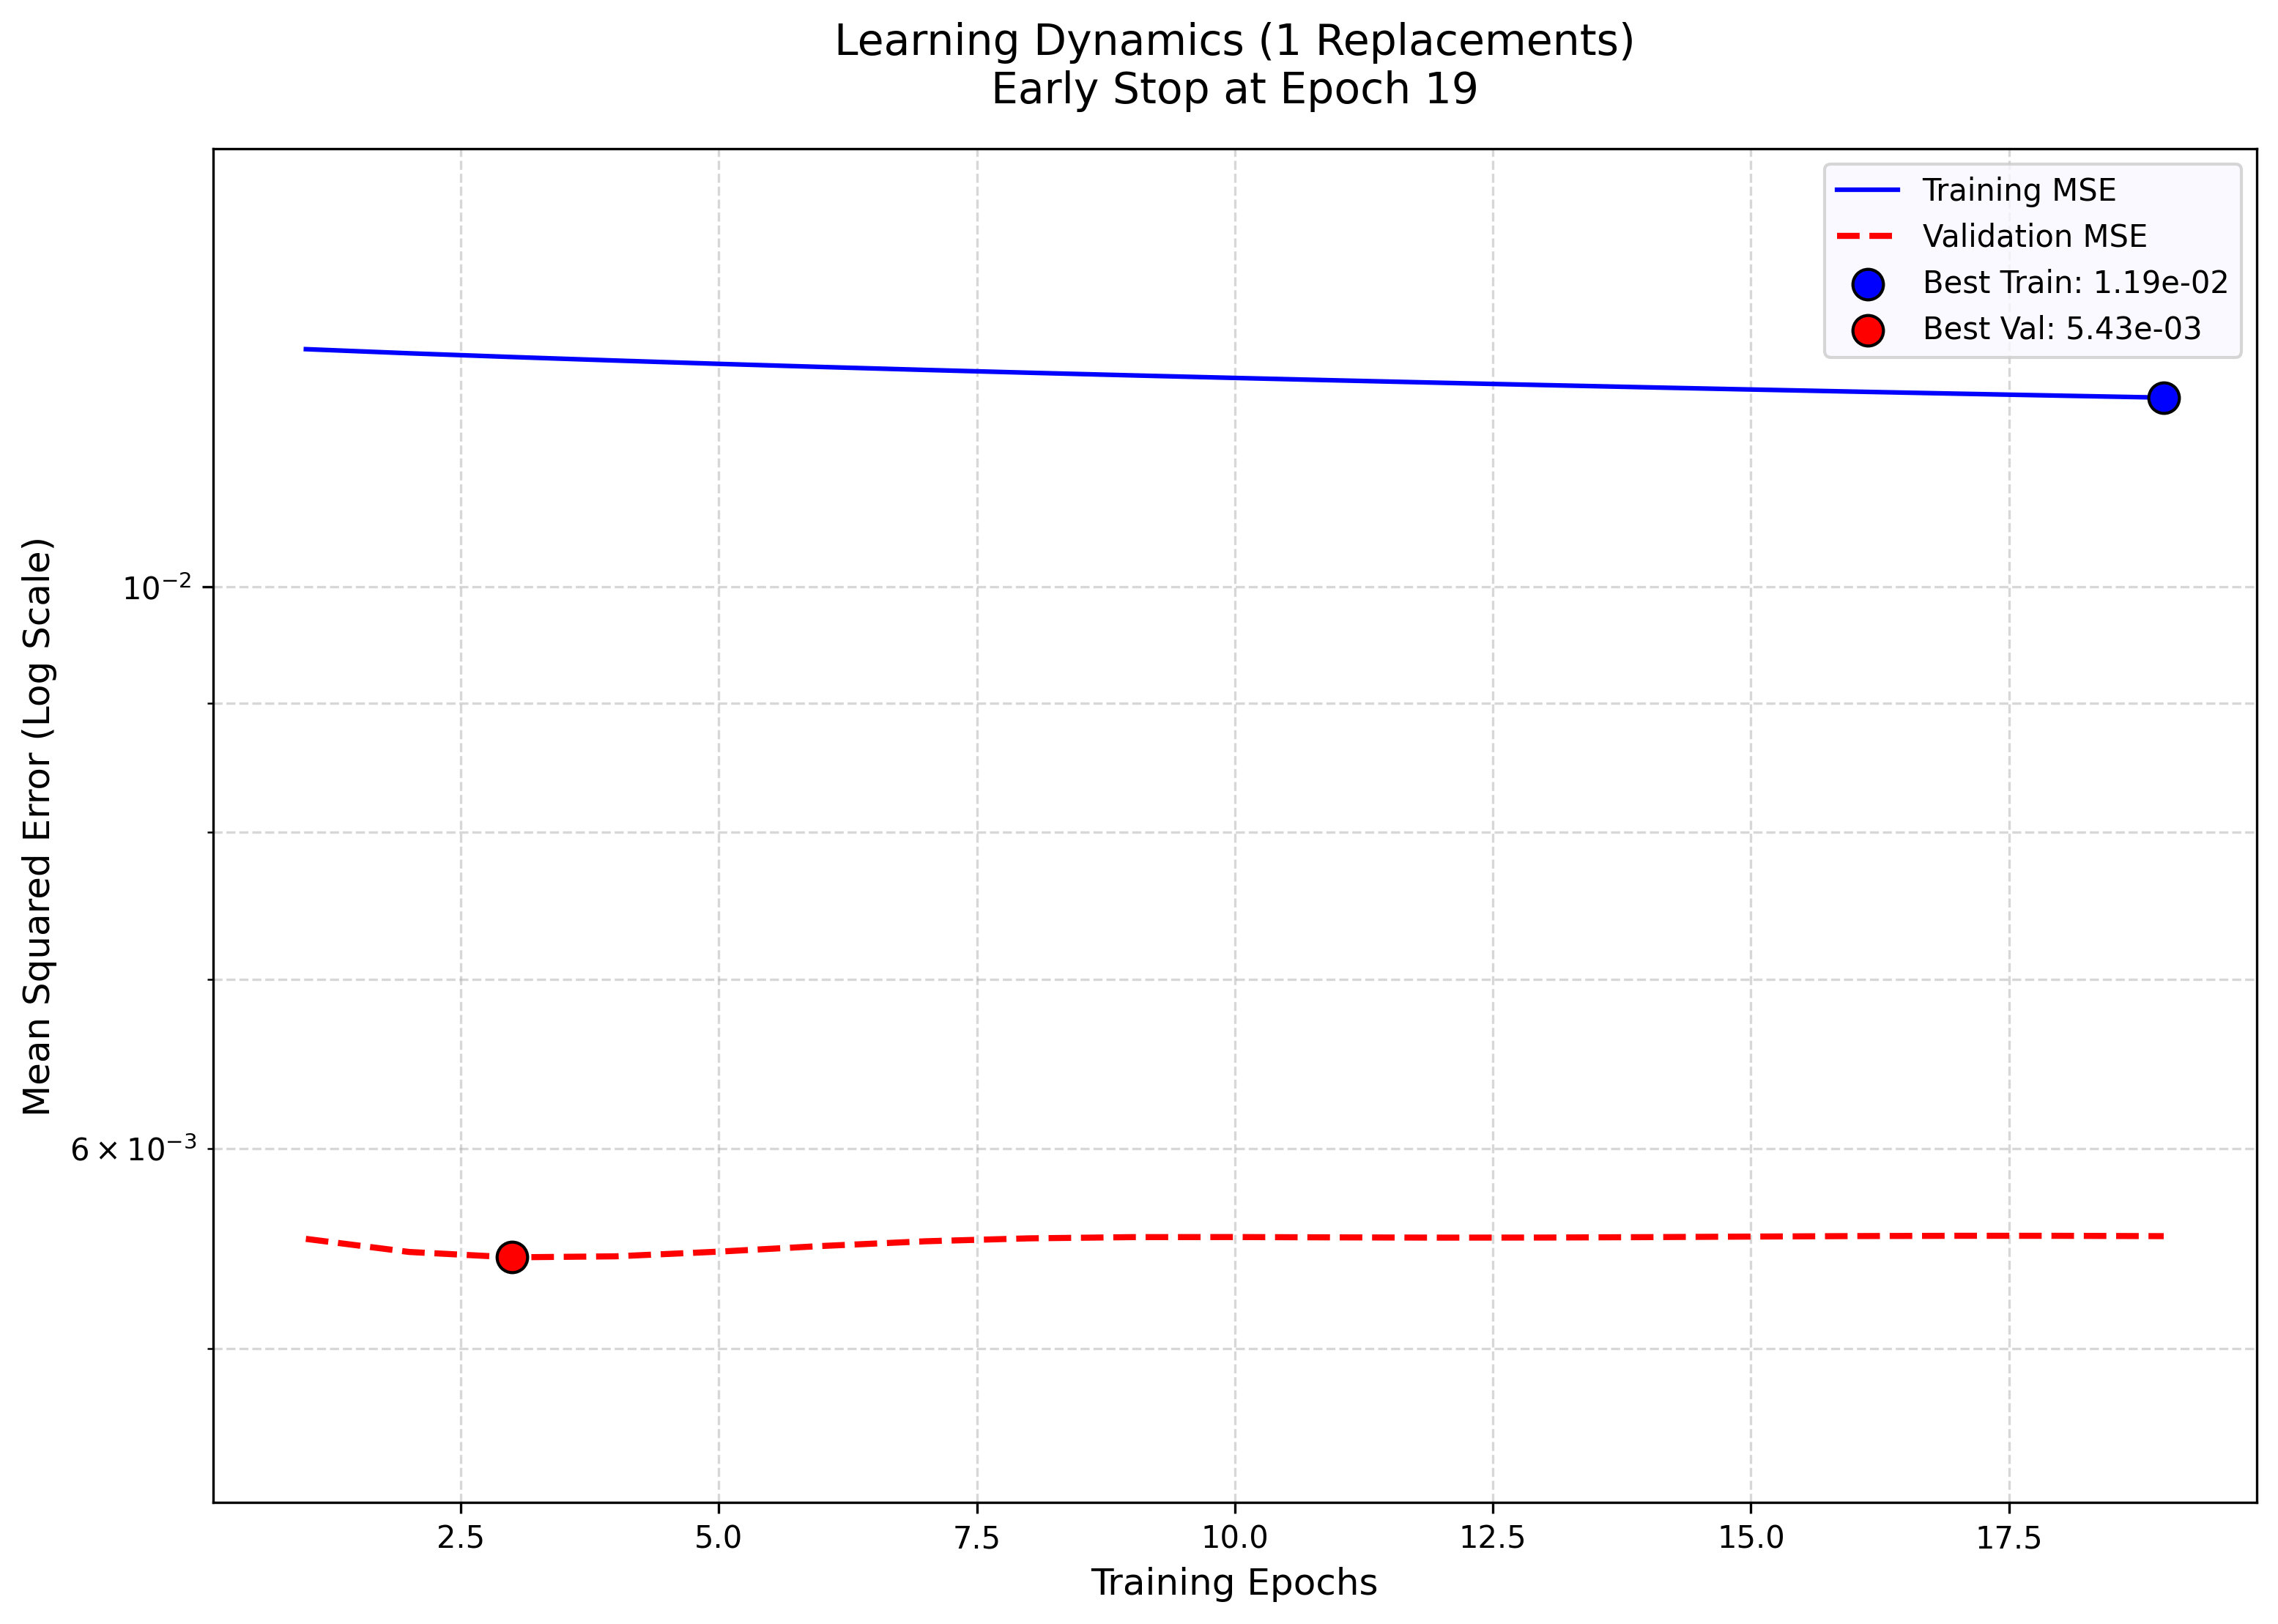 Learning Dynamics (1 Replacements)
Early Stop at Epoch 19
Training MSE
Validation MSE
Best Train: 1.19e-02
Best Val: 5.43e-03
Mean Squared Error (Log Scale)
10⁻²
6 × 10⁻³
2.5 5.0 7.5 10.0 12.5 15.0 17.5
Training Epochs